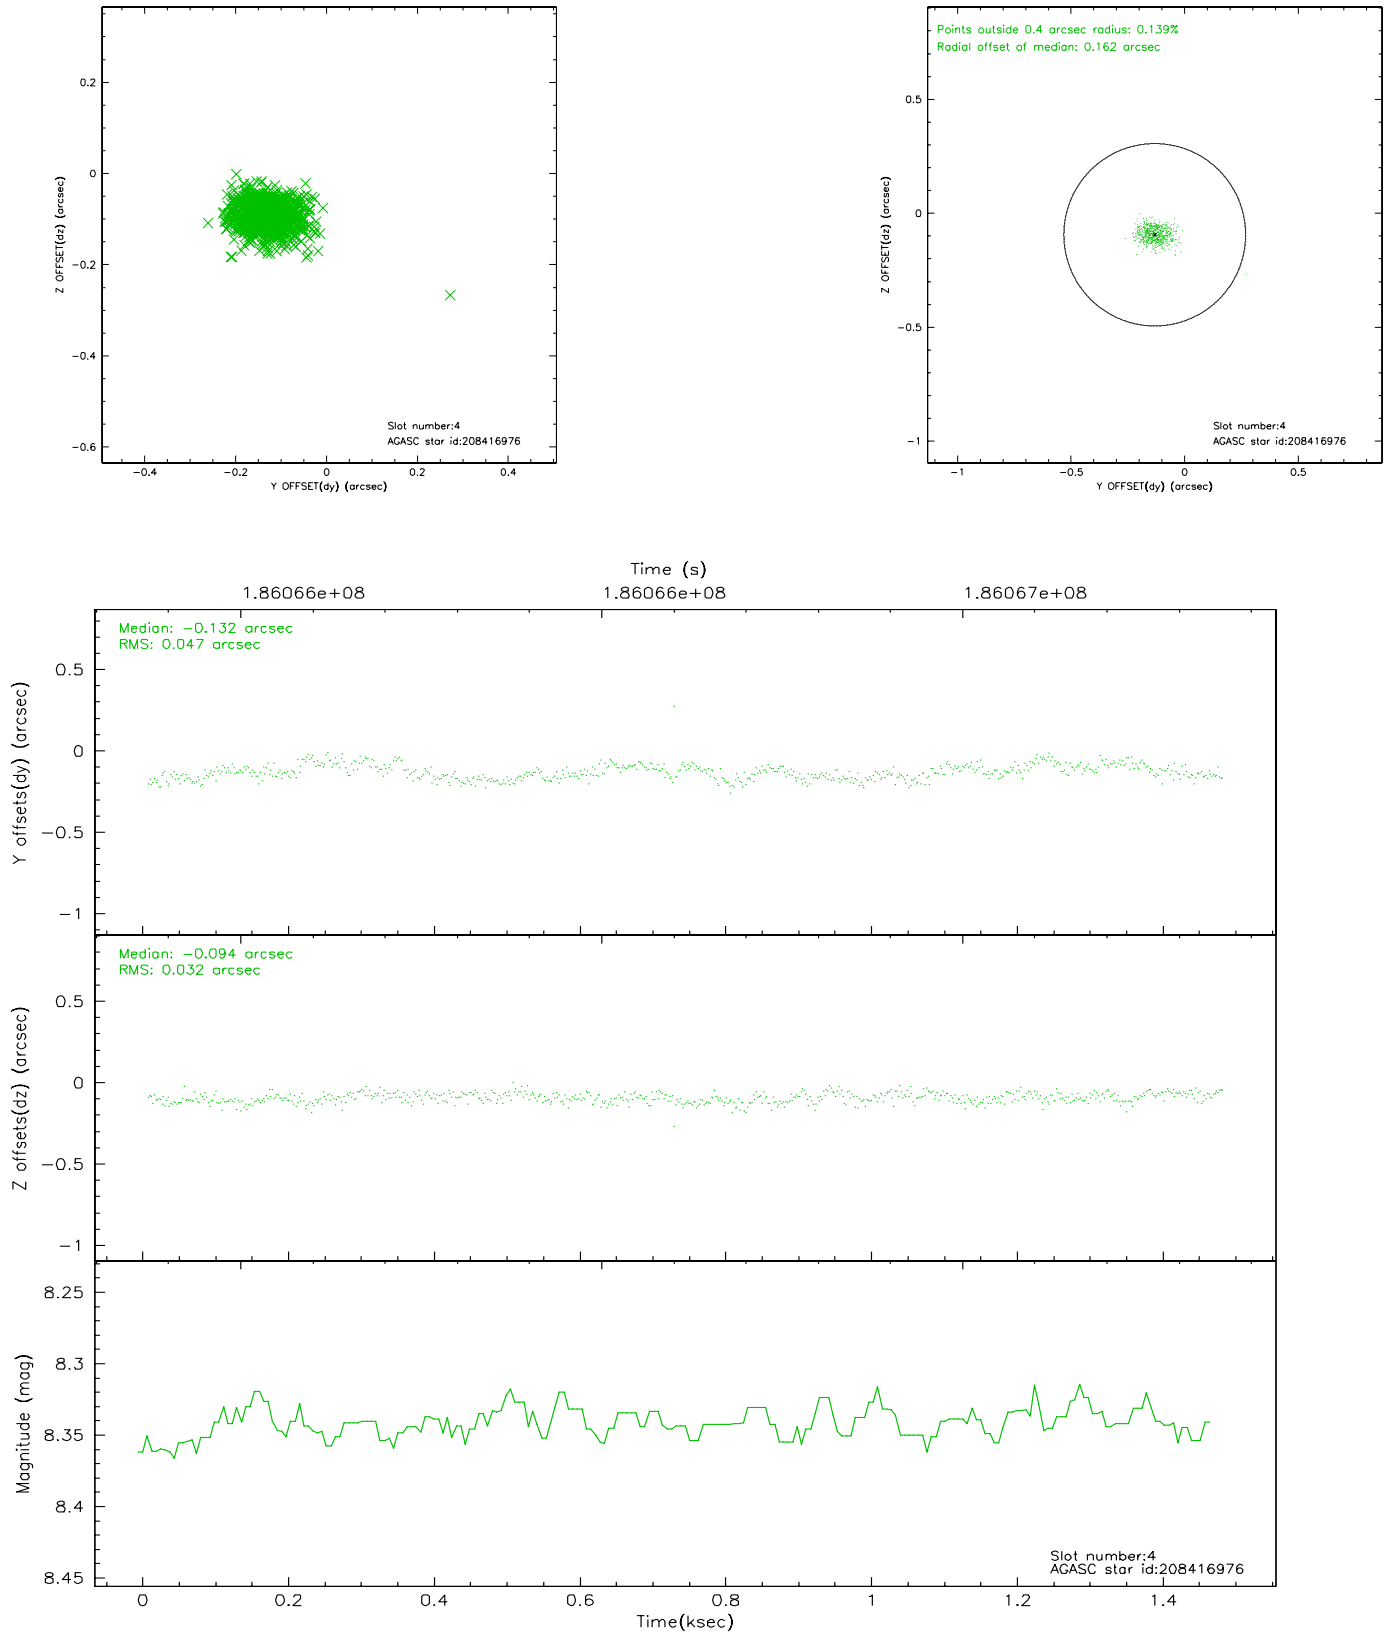 0.2
0
-0.2
-0.4
-0.6
Z OFFSET(dz) (arcsec)
-0.4 -0.2 0 0.2 0.4
Y OFFSET(dy) (arcsec)
Slot number:4
AGASC star id:208416976
Points outside 0.4 arcsec radius: 0.139%
Radial offset of median: 0.162 arcsec
0.5
0
-0.5
-1
Z OFFSET(dz) (arcsec)
-1 -0.5 0 0.5
Y OFFSET(dy) (arcsec)
Slot number:4
AGASC star id:208416976
Time (s)
1.86066e+08 1.86066e+08 1.86067e+08
Median: -0.132 arcsec
RMS: 0.047 arcsec
0.5
0
-0.5
-1
Y offsets(dy) (arcsec)
Median: -0.094 arcsec
RMS: 0.032 arcsec
0.5
0
-0.5
-1
Z offsets(dz) (arcsec)
8.25
8.3
8.35
8.4
8.45
Magnitude (mag)
Slot number:4
AGASC star id:208416976
0 0.2 0.4 0.6 0.8 1 1.2 1.4
Time(ksec)